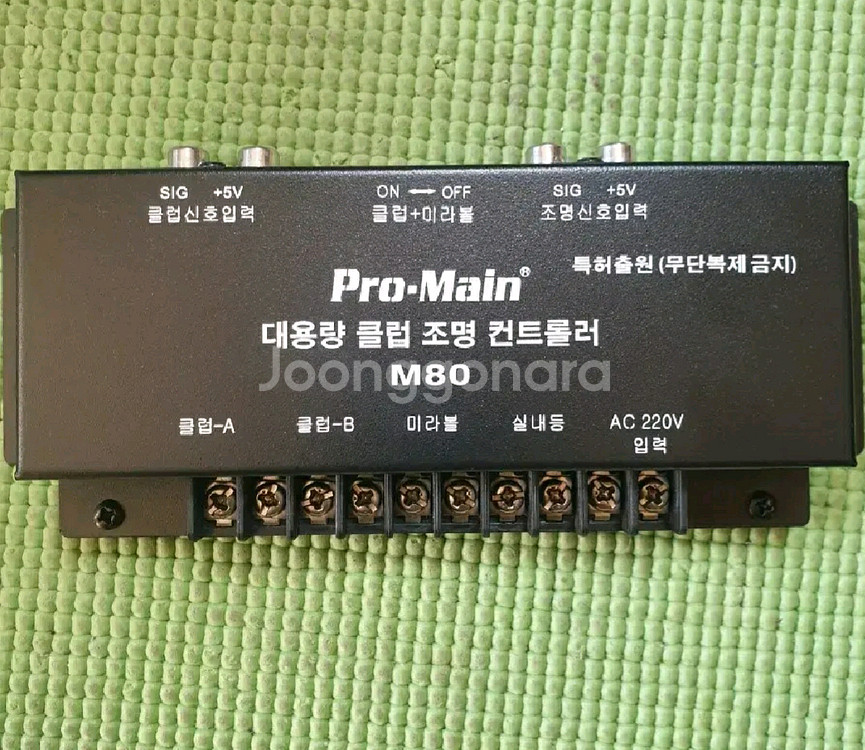 SIG +5V
클럽신호입력
ON ⟷ OFF
클럽+미라볼
SIG +5V
조명신호입력
특허출원 (무단복제 금지)
Pro·Main®
대용량 클럽 조명 컨트롤러
M80
Joonggonara
클럽-A
클럽-B
미라볼
실내등
AC 220V
입력